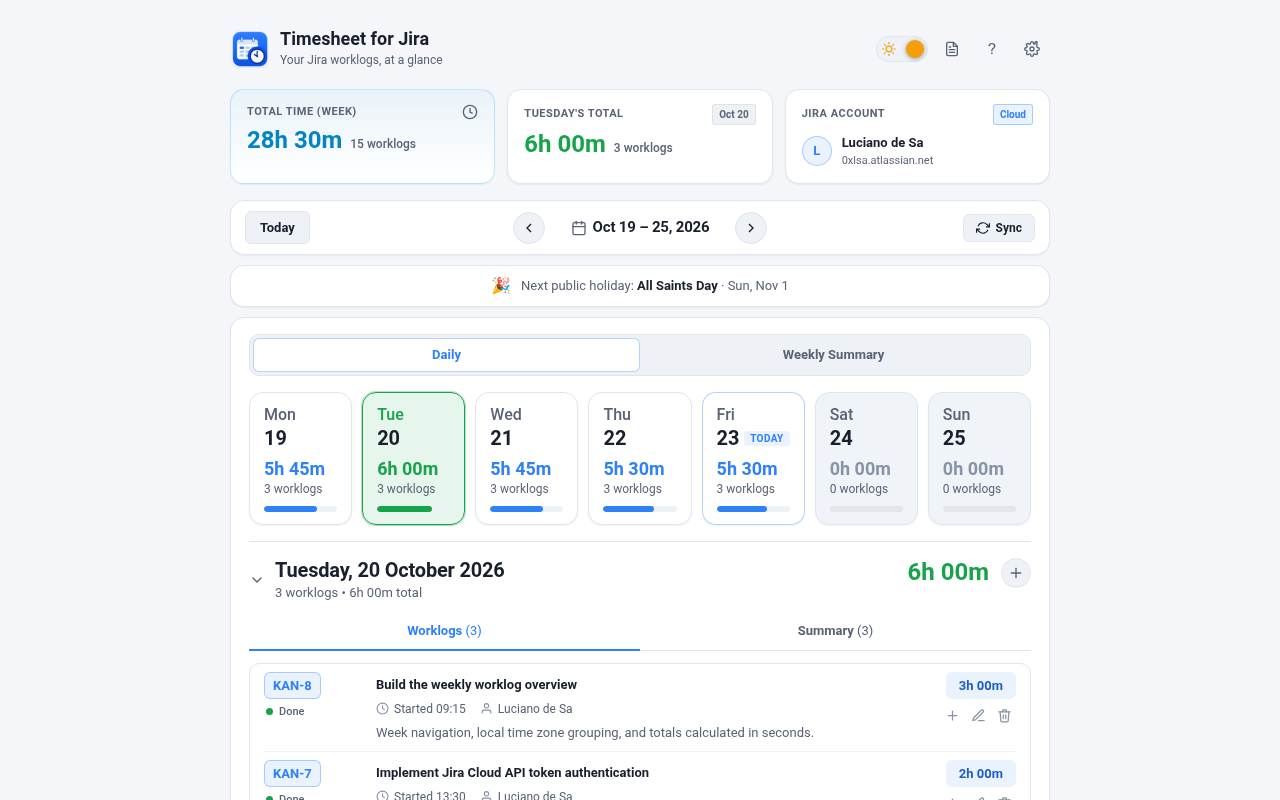 Timesheet for Jira
Your Jira worklogs, at a glance
?
TOTAL TIME (WEEK)
28h 30m 15 worklogs
TUESDAY'S TOTAL Oct 20
6h 00m 3 worklogs
JIRA ACCOUNT Cloud
L
Luciano de Sa
0xlsa.atlassian.net
Today
Oct 19 – 25, 2026
Sync
Next public holiday: All Saints Day · Sun, Nov 1
Daily
Weekly Summary
Mon
19
5h 45m
3 worklogs
Tue
20
6h 00m
3 worklogs
Wed
21
5h 45m
3 worklogs
Thu
22
5h 30m
3 worklogs
Fri
23 TODAY
5h 30m
3 worklogs
Sat
24
0h 00m
0 worklogs
Sun
25
0h 00m
0 worklogs
Tuesday, 20 October 2026
3 worklogs • 6h 00m total
6h 00m
Worklogs (3)
Summary (3)
KAN-8
Done
Build the weekly worklog overview
Started 09:15 Luciano de Sa
Week navigation, local time zone grouping, and totals calculated in seconds.
3h 00m
KAN-7
Done
Implement Jira Cloud API token authentication
Started 13:30 Luciano de Sa
2h 00m